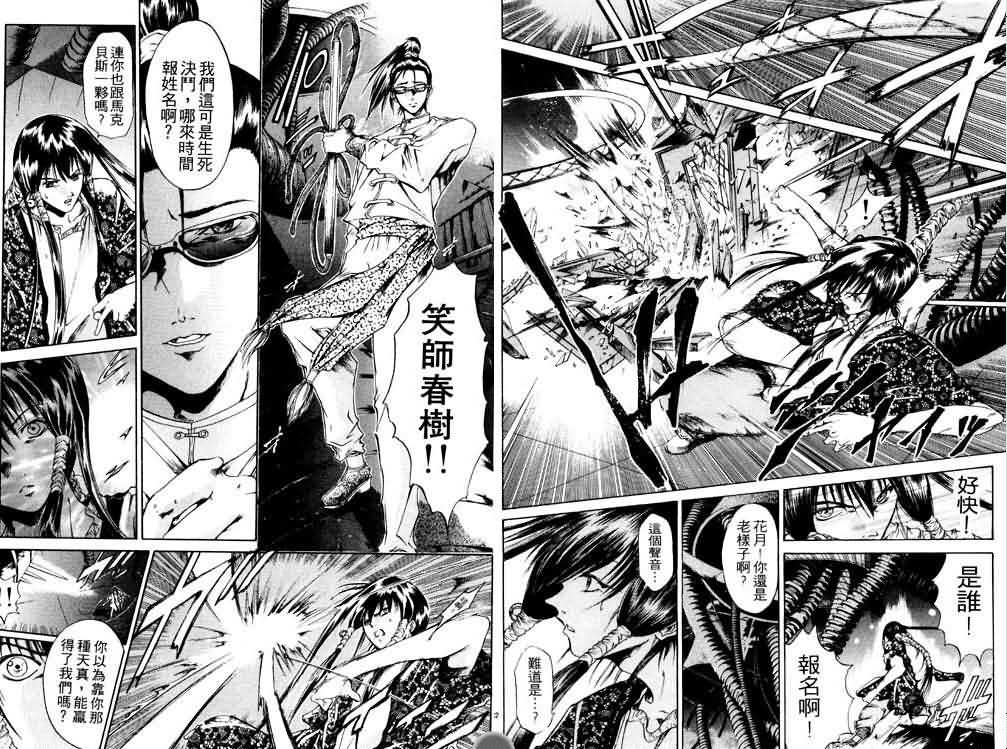 !
好快!
是誰!
報名啊!
花月!你還是
老樣子啊?
這個聲音…
難道是…?
2
笑師春樹!!
我們這可是生死
決鬥,哪來時間
報姓名啊?
連你也跟馬克
貝斯一夥嗎?
你以為靠你那
種天真,能贏
得了我們嗎?
!!